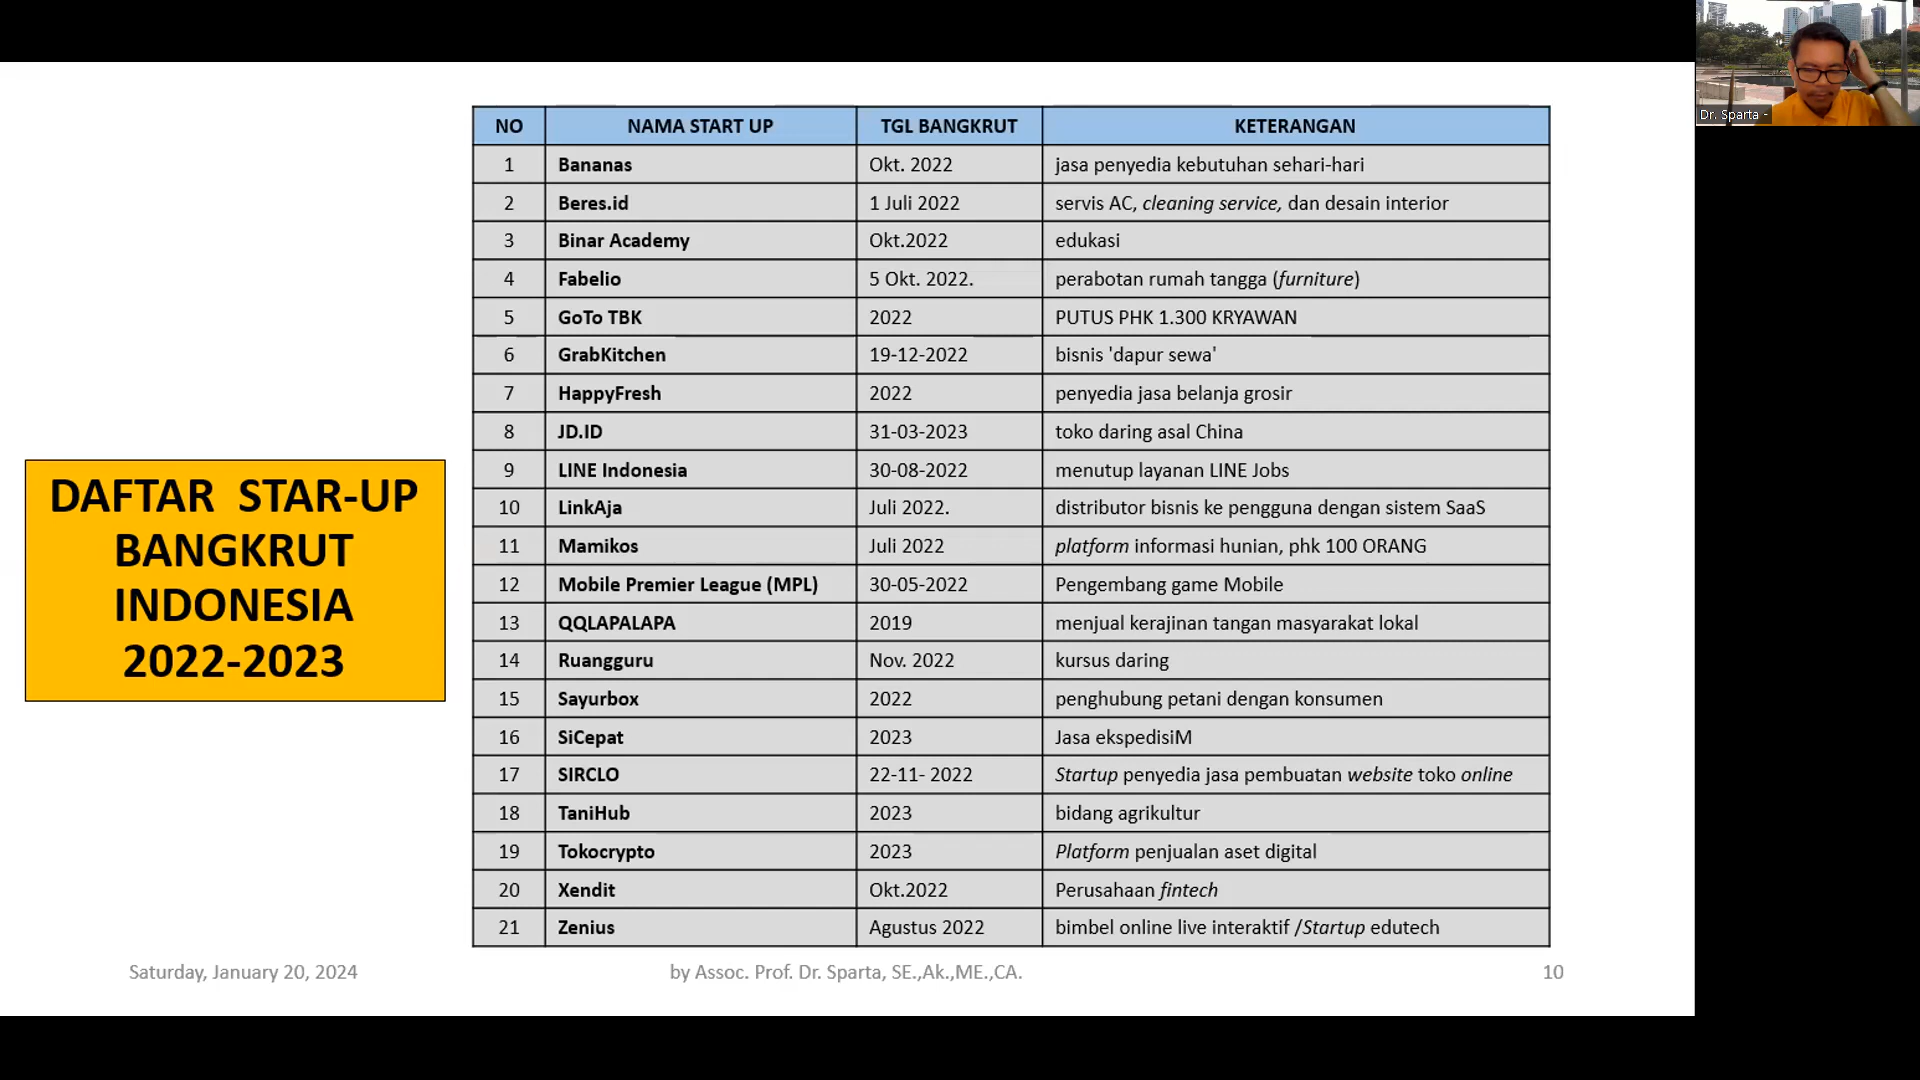 Dr. Sparta -
NO NAMA START UP TGL BANGKRUT KETERANGAN
1 Bananas Okt. 2022 jasa penyedia kebutuhan sehari-hari
2 Beres.id 1 Juli 2022 servis AC, cleaning service, dan desain interior
3 Binar Academy Okt.2022 edukasi
4 Fabelio 5 Okt. 2022. perabotan rumah tangga (furniture)
5 GoTo TBK 2022 PUTUS PHK 1.300 KRYAWAN
6 GrabKitchen 19-12-2022 bisnis 'dapur sewa'
7 HappyFresh 2022 penyedia jasa belanja grosir
8 JD.ID 31-03-2023 toko daring asal China
9 LINE Indonesia 30-08-2022 menutup layanan LINE Jobs
10 LinkAja Juli 2022. distributor bisnis ke pengguna dengan sistem SaaS
11 Mamikos Juli 2022 platform informasi hunian, phk 100 ORANG
12 Mobile Premier League (MPL) 30-05-2022 Pengembang game Mobile
13 QQLAPALAPA 2019 menjual kerajinan tangan masyarakat lokal
14 Ruangguru Nov. 2022 kursus daring
15 Sayurbox 2022 penghubung petani dengan konsumen
16 SiCepat 2023 Jasa ekspedisiM
17 SIRCLO 22-11- 2022 Startup penyedia jasa pembuatan website toko online
18 TaniHub 2023 bidang agrikultur
19 Tokocrypto 2023 Platform penjualan aset digital
20 Xendit Okt.2022 Perusahaan fintech
21 Zenius Agustus 2022 bimbel online live interaktif /Startup edutech
DAFTAR STAR-UP
BANGKRUT
INDONESIA
2022-2023
Saturday, January 20, 2024 by Assoc. Prof. Dr. Sparta, SE.,Ak.,ME.,CA. 10